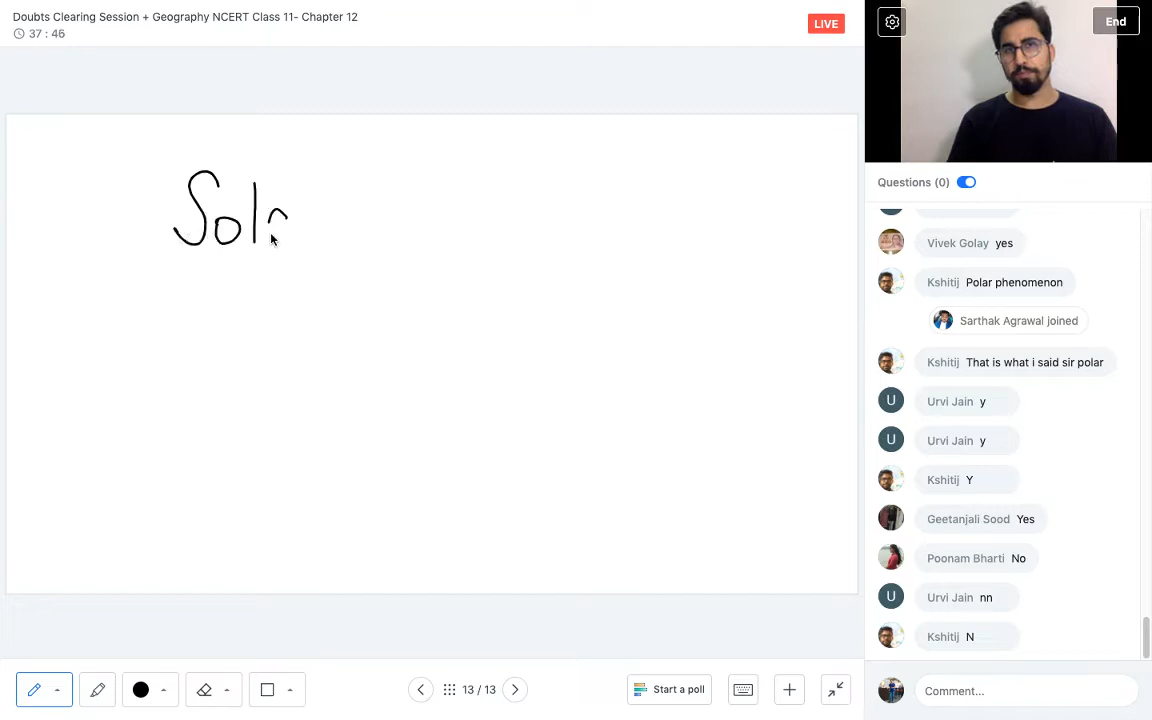 Doubts Clearing Session + Geography NCERT Class 11- Chapter 12
37 : 45
LIVE
End
Questions (0)
Vivek Golay yes
Kshitij Polar phenomenon
Sarthak Agrawal joined
Kshitij That is what i said sir polar
U Urvi Jain y
U Urvi Jain y
Kshitij Y
Geetanjali Sood Yes
Poonam Bharti No
U Urvi Jain nn
Kshitij N
13 / 13
Start a poll
Comment...